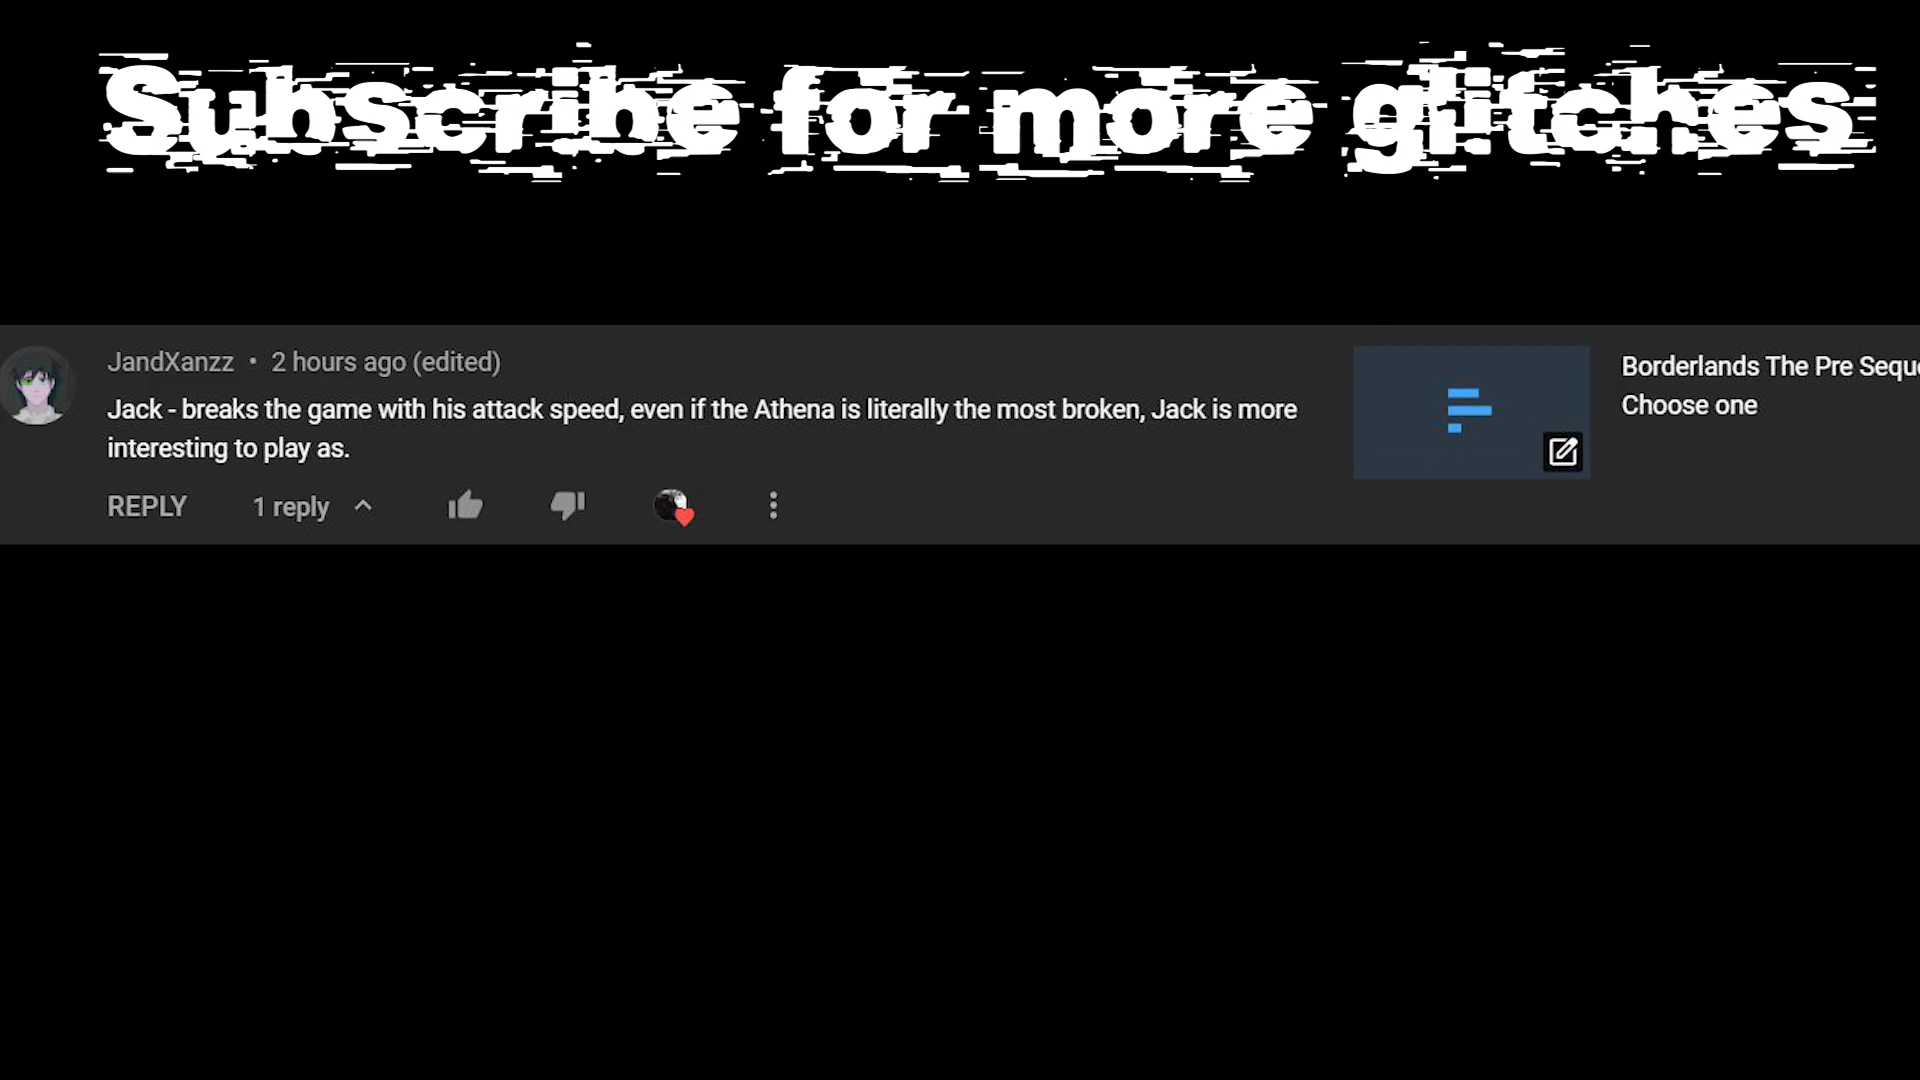 Subscribe for more glitches
JandXanzz • 2 hours ago (edited)
Jack - breaks the game with his attack speed, even if the Athena is literally the most broken, Jack is more
interesting to play as.
REPLY 1 reply
Borderlands The Pre Seque
Choose one